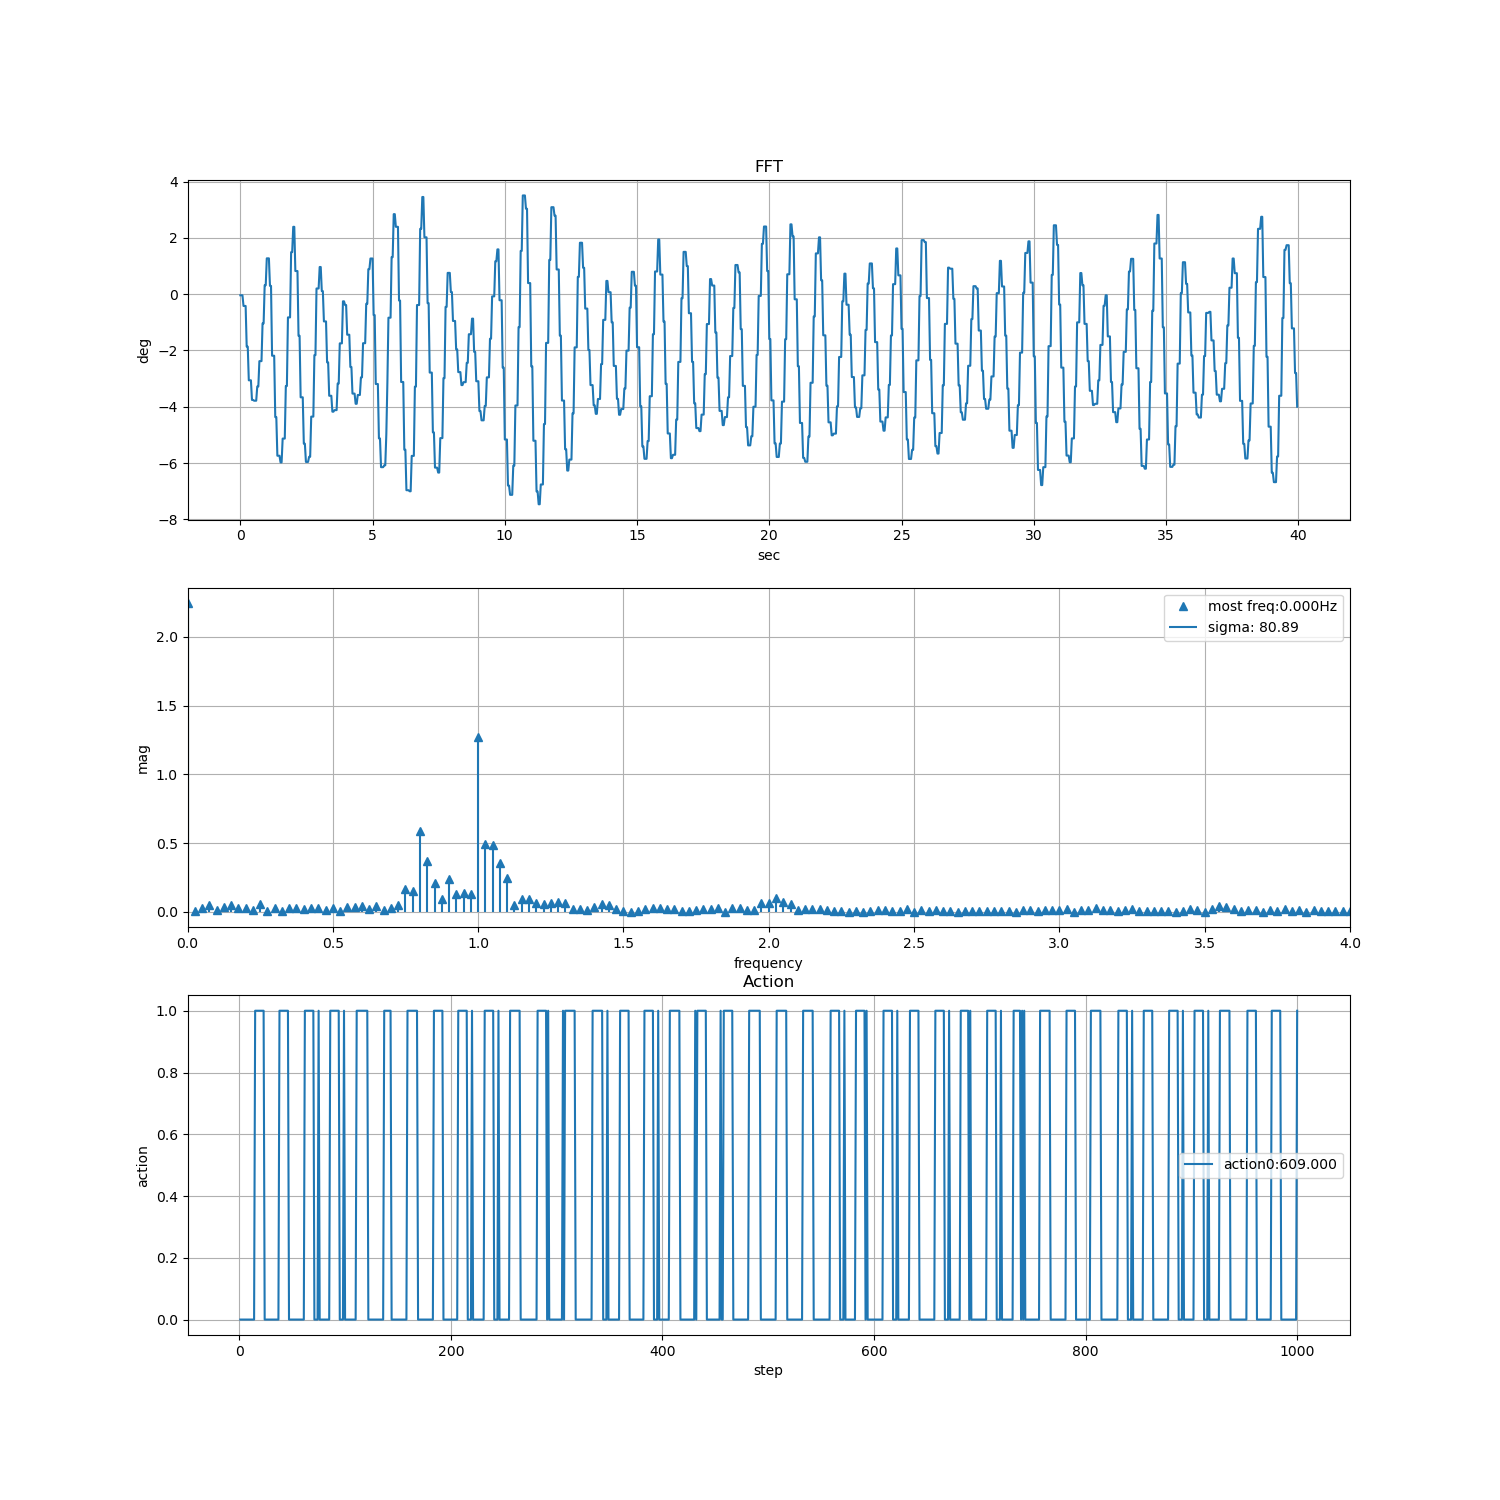 FFT
4
2
0
−2
−4
−6
−8
deg
0 5 10 15 20 25 30 35 40
sec
2.0
1.5
1.0
0.5
0.0
mag
most freq:0.000Hz
sigma: 80.89
0.0 0.5 1.0 1.5 2.0 2.5 3.0 3.5 4.0
frequency
Action
1.0
0.8
0.6
0.4
0.2
0.0
action
action0:609.000
0 200 400 600 800 1000
step